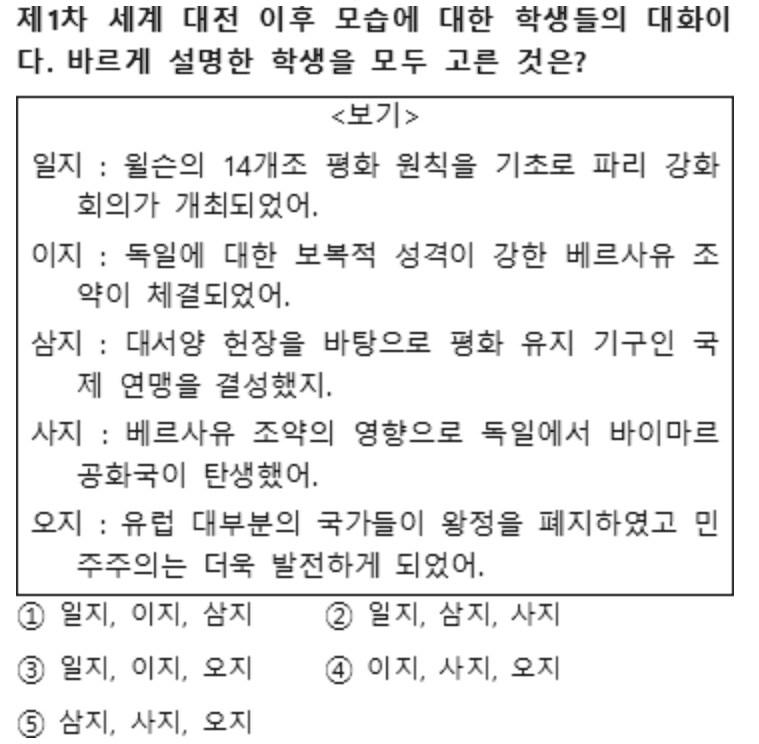 제1차 세계 대전 이후 모습에 대한 학생들의 대화이
다. 바르게 설명한 학생을 모두 고른 것은?
<보기>
일지 : 윌슨의 14개조 평화 원칙을 기초로 파리 강화
회의가 개최되었어.
이지 : 독일에 대한 보복적 성격이 강한 베르사유 조
약이 체결되었어.
삼지 : 대서양 헌장을 바탕으로 평화 유지 기구인 국
제 연맹을 결성했지.
사지 : 베르사유 조약의 영향으로 독일에서 바이마르
공화국이 탄생했어.
오지 : 유럽 대부분의 국가들이 왕정을 폐지하였고 민
주주의는 더욱 발전하게 되었어.
① 일지, 이지, 삼지 ② 일지, 삼지, 사지
③ 일지, 이지, 오지 ④ 이지, 사지, 오지
⑤ 삼지, 사지, 오지